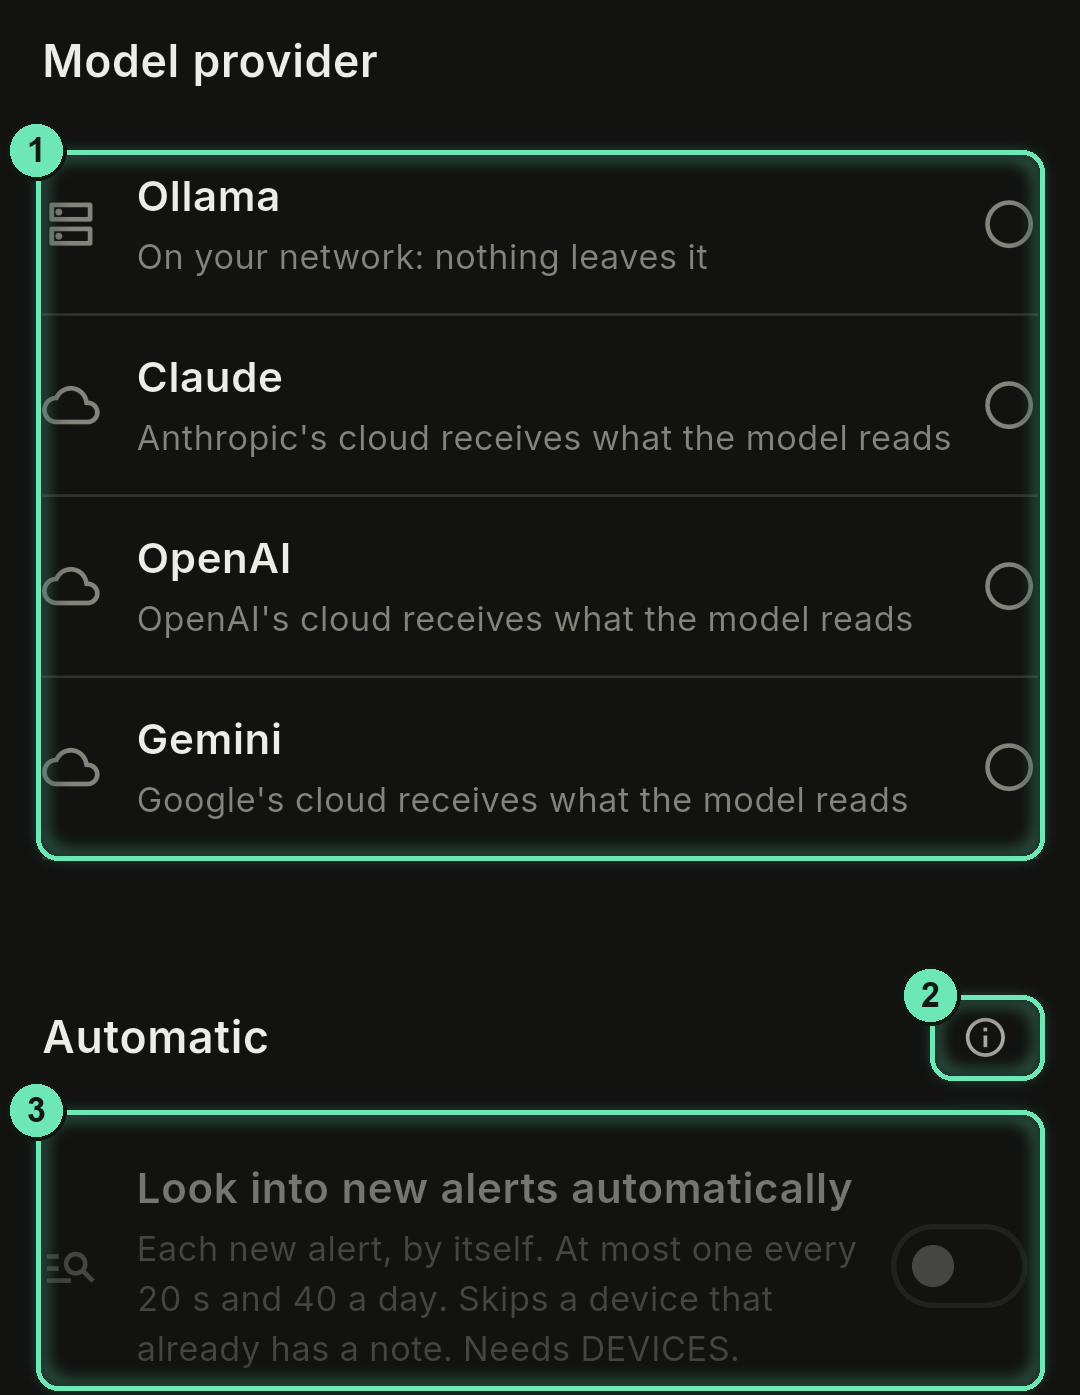 Model provider
1
Ollama
On your network: nothing leaves it
Claude
Anthropic's cloud receives what the model reads
OpenAI
OpenAI's cloud receives what the model reads
Gemini
Google's cloud receives what the model reads
2
Automatic
3
Look into new alerts automatically
Each new alert, by itself. At most one every
20 s and 40 a day. Skips a device that
already has a note. Needs DEVICES.